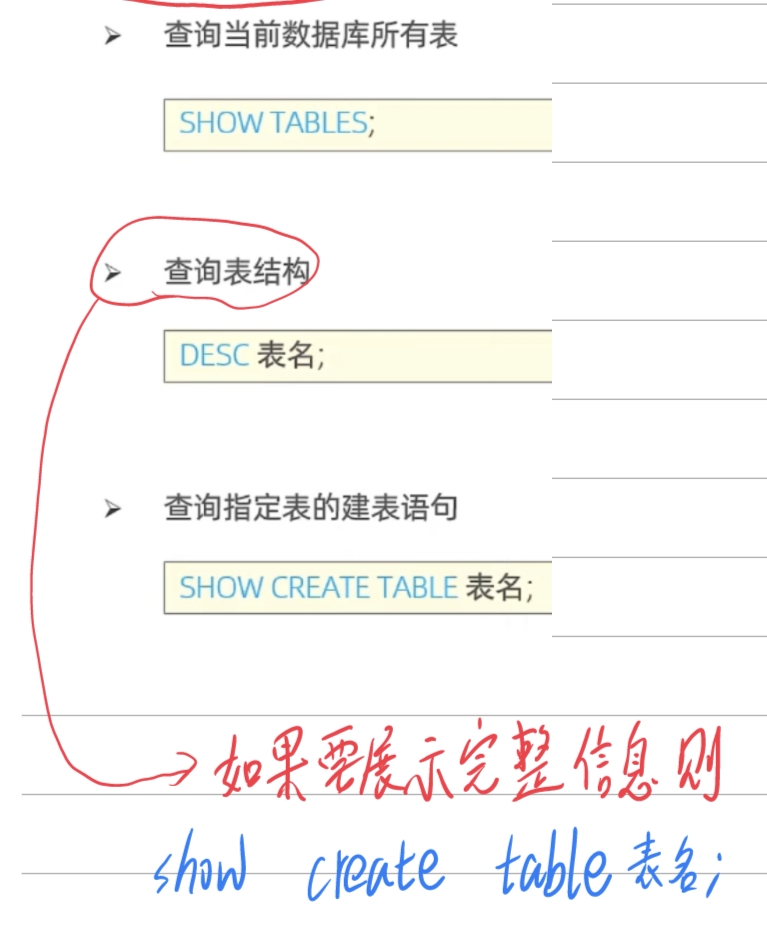 ➢ 查询当前数据库所有表
SHOW TABLES;
➢ 查询表结构
DESC 表名;
➢ 查询指定表的建表语句
SHOW CREATE TABLE 表名;
如果要展示完整信息则
show create table 表名;